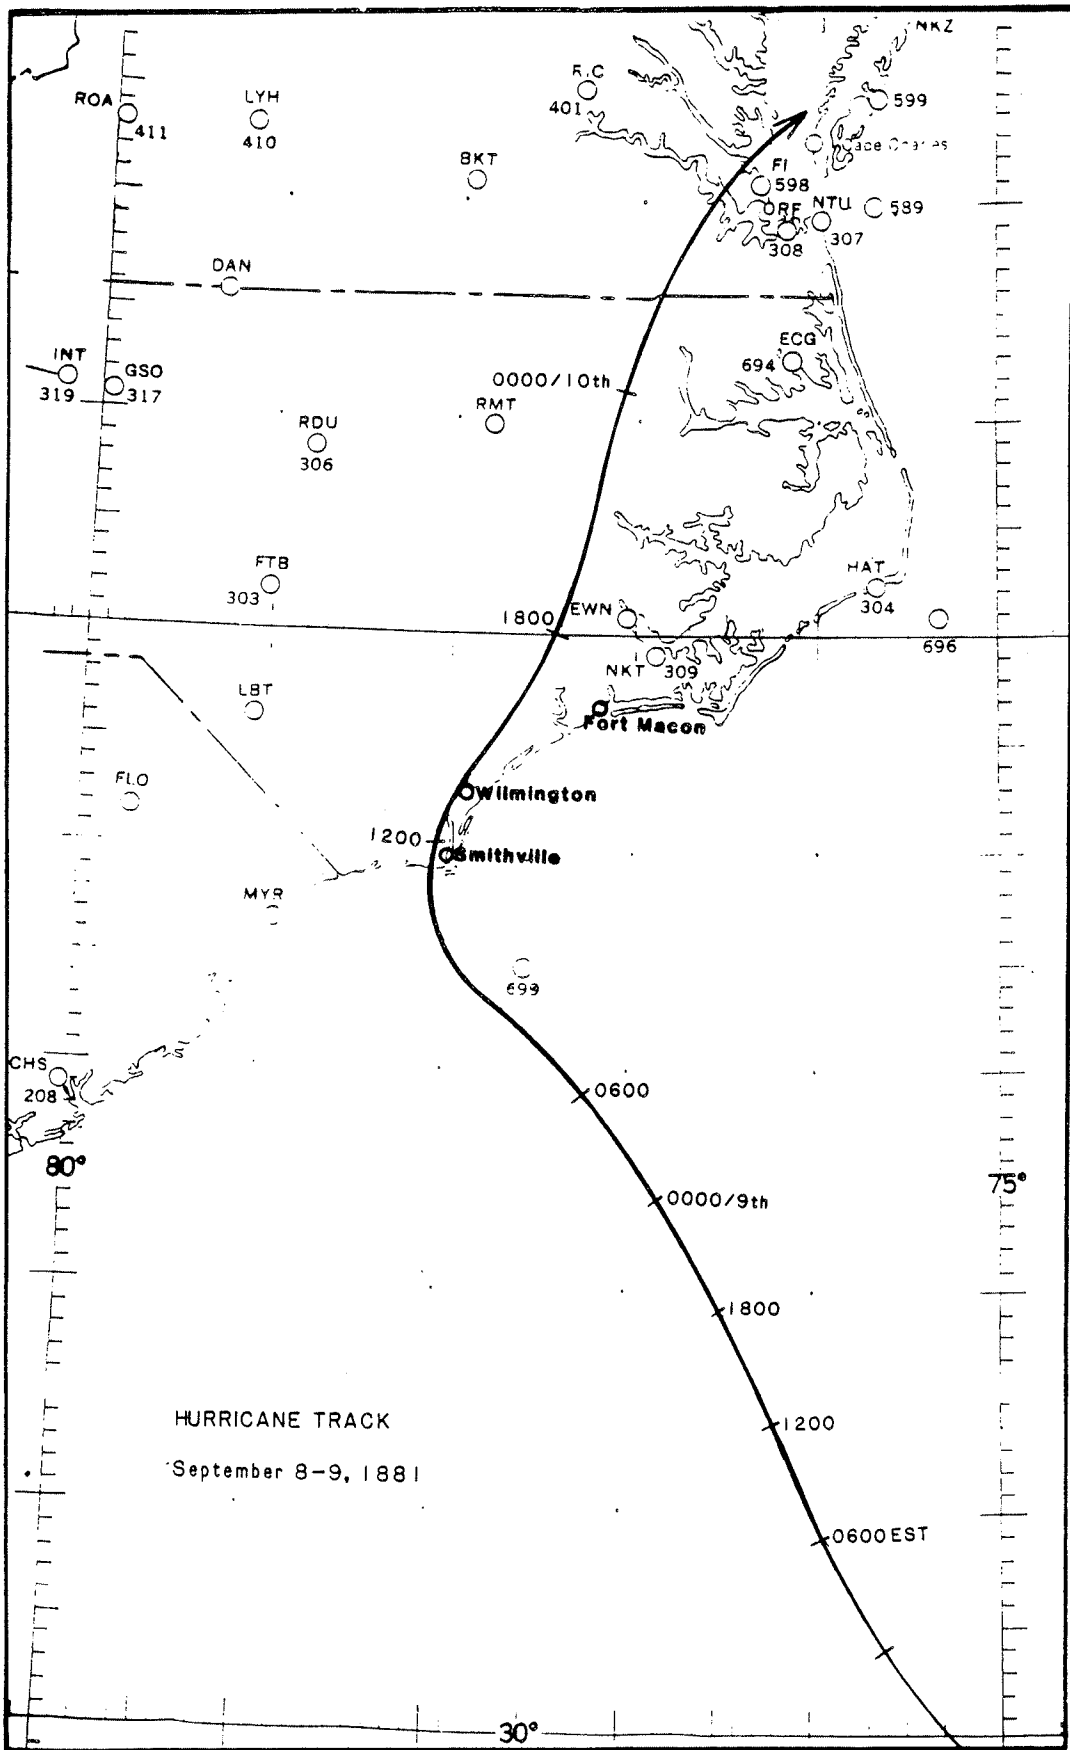 NKZ
ROA
411
LYH
410
R.C
401
599
BKT
Cape Charles
FI
598
ORF
308
NTU
307
589
DAN
INT
319
GSO
317
ECG
694
0000/10th
RMT
RDU
306
FTB
303
HAT
304
1800
EWN
696
NKT 309
LBT
Fort Macon
FLO
Wilmington
1200
Smithville
MYR
699
CHS
208
0600
80°
75°
0000/9th
1800
HURRICANE TRACK
1200
September 8-9, 1881
0600 EST
30°